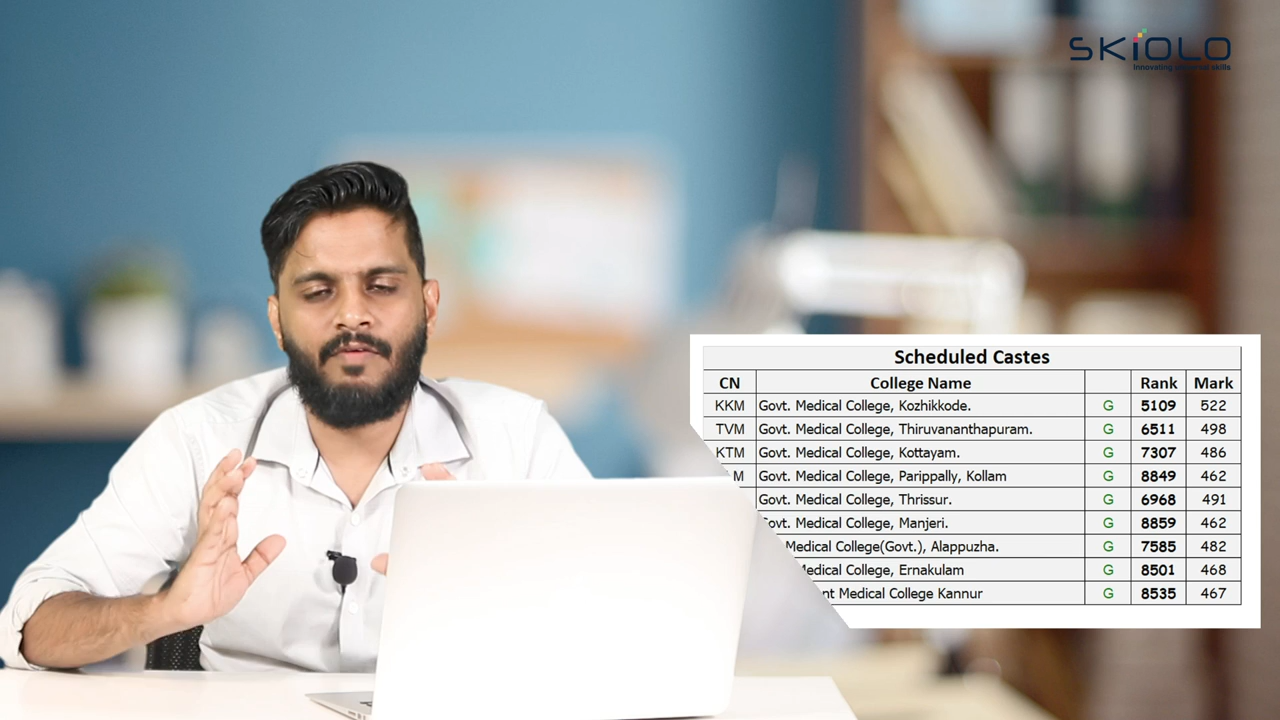 SKiOLO
Innovating skills
Scheduled Castes
CN College Name Rank Mark
KKM Govt. Medical College, Kozhikkode. G 5109 522
TVM Govt. Medical College, Thiruvananthapuram. G 6511 498
KTM Govt. Medical College, Kottayam. G 7307 486
M Govt. Medical College, Parippally, Kollam G 8849 462
Govt. Medical College, Thrissur. G 6968 491
Govt. Medical College, Manjeri. G 8859 462
Medical College(Govt.), Alappuzha. G 7585 482
Medical College, Ernakulam G 8501 468
nt Medical College Kannur G 8535 467